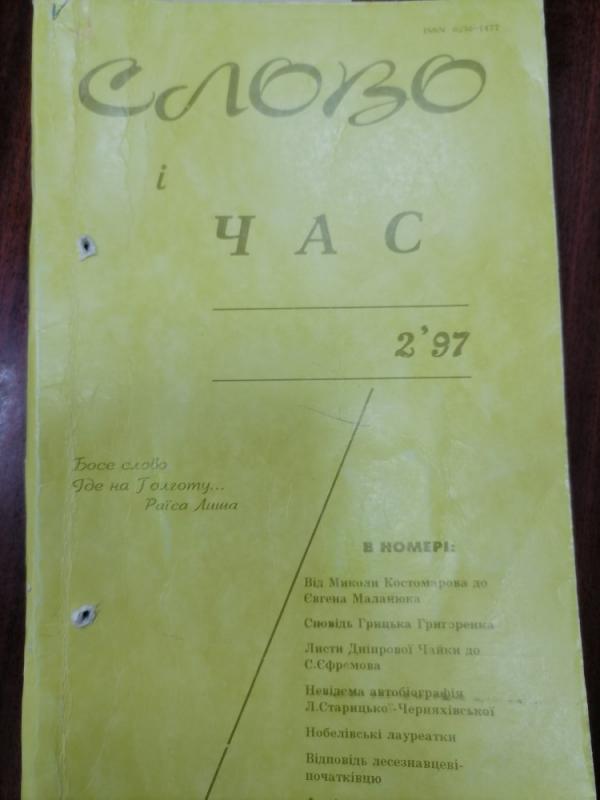 ISSN 0236-1477
СЛОВО
і
ЧАС
2'97
Босе слово
Йде на Голготу...
Раїса Лиша
В НОМЕРІ:
Від Миколи Костомарова до
Євгена Маланюка
Сповідь Грицька Григоренка
Листи Дніпрової Чайки до
С.Єфремова
Невідома автобіографія
Л.Старицької-Черняхівської
Нобелівські лауреатки
Відповідь лесезнавцеві-
початківцю